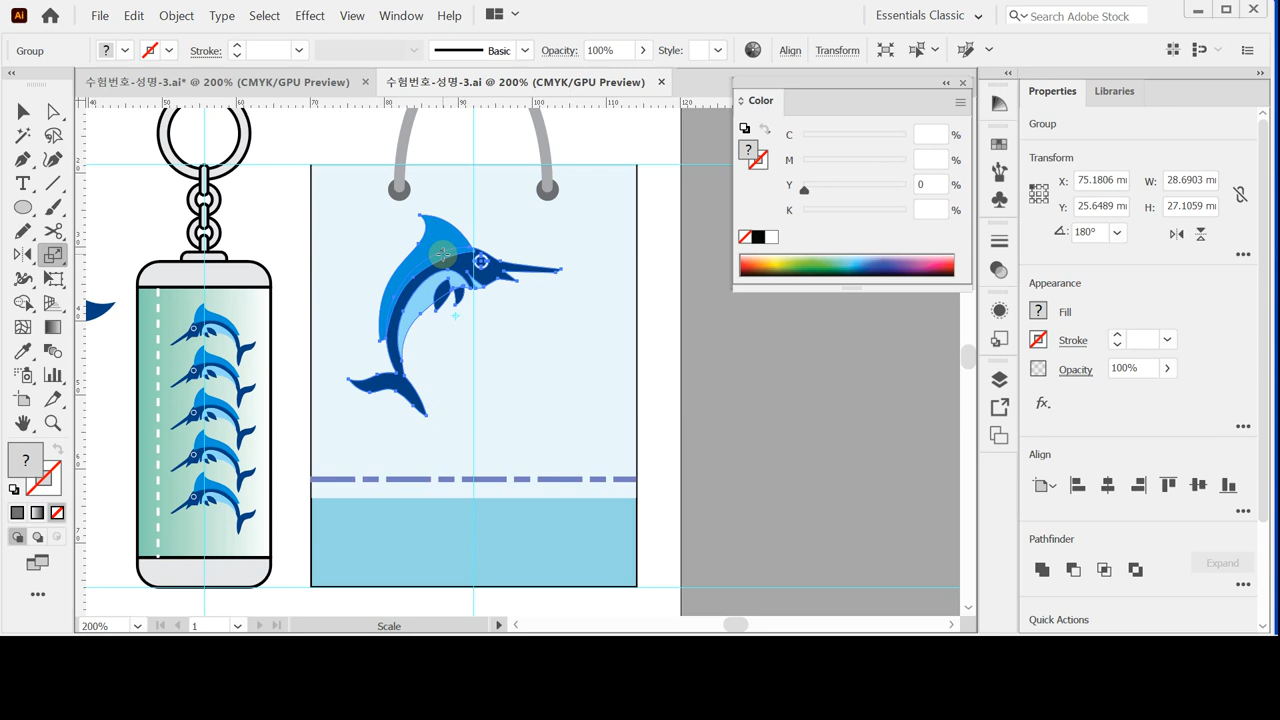 Ai File Edit Object Type Select Effect View Window Help Essentials Classic Search Adobe Stock
Group ? Stroke: Basic Opacity: 100% Style: Align Transform
수험번호-성명-3.ai* @ 200% (CMYK/GPU Preview) 수험번호-성명-3.ai @ 200% (CMYK/GPU Preview)
Color
C %
M %
Y 0 %
K %
?
Properties Libraries
Group
Transform
X: 75.1806 m W: 28.6903 m
Y: 25.6489 m H: 27.1059 m
180°
Appearance
? Fill
Stroke
Opacity 100%
fx.
Align
Pathfinder
Expand
Quick Actions
?
200% 1 Scale